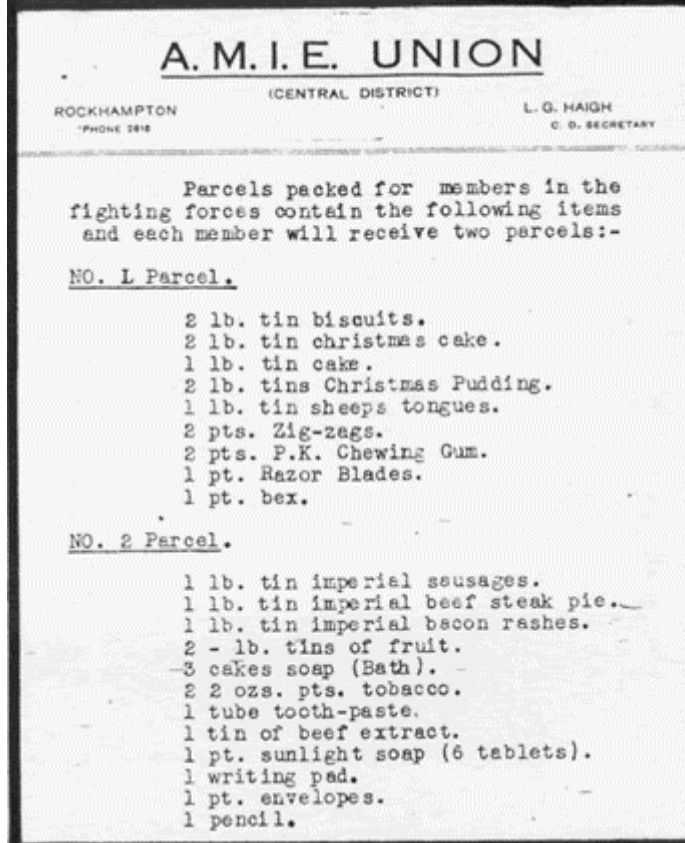 A. M. I. E. UNION
(CENTRAL DISTRICT)
ROCKHAMPTON
L. G. HAIGH
'PHONE 2818
C. D. SECRETARY
Parcels packed for members in the
fighting forces contain the following items
and each member will receive two parcels:-
NO. L Parcel.
2 lb. tin biscuits.
2 lb. tin christmas cake.
1 lb. tin cake.
2 lb. tins Christmas Pudding.
1 lb. tin sheeps tongues.
2 pts. Zig-zags.
2 pts. P.K. Chewing Gum.
1 pt. Razor Blades.
1 pt. bex.
NO. 2 Parcel.
1 lb. tin imperial sausages.
1 lb. tin imperial beef steak pie.
1 lb. tin imperial bacon rashes.
2 - lb. tins of fruit.
3 cakes soap (Bath).
2 2 ozs. pts. tobacco.
1 tube tooth-paste.
1 tin of beef extract.
1 pt. sunlight soap (6 tablets).
1 writing pad.
1 pt. envelopes.
1 pencil.